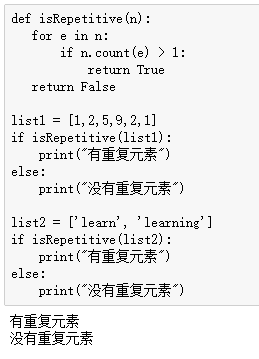 def isRepetitive(n):
    for e in n:
        if n.count(e) > 1:
            return True
    return False

list1 = [1,2,5,9,2,1]
if isRepetitive(list1):
    print("有重复元素")
else:
    print("没有重复元素")

list2 = ['learn', 'learning']
if isRepetitive(list2):
    print("有重复元素")
else:
    print("没有重复元素")
有重复元素
没有重复元素